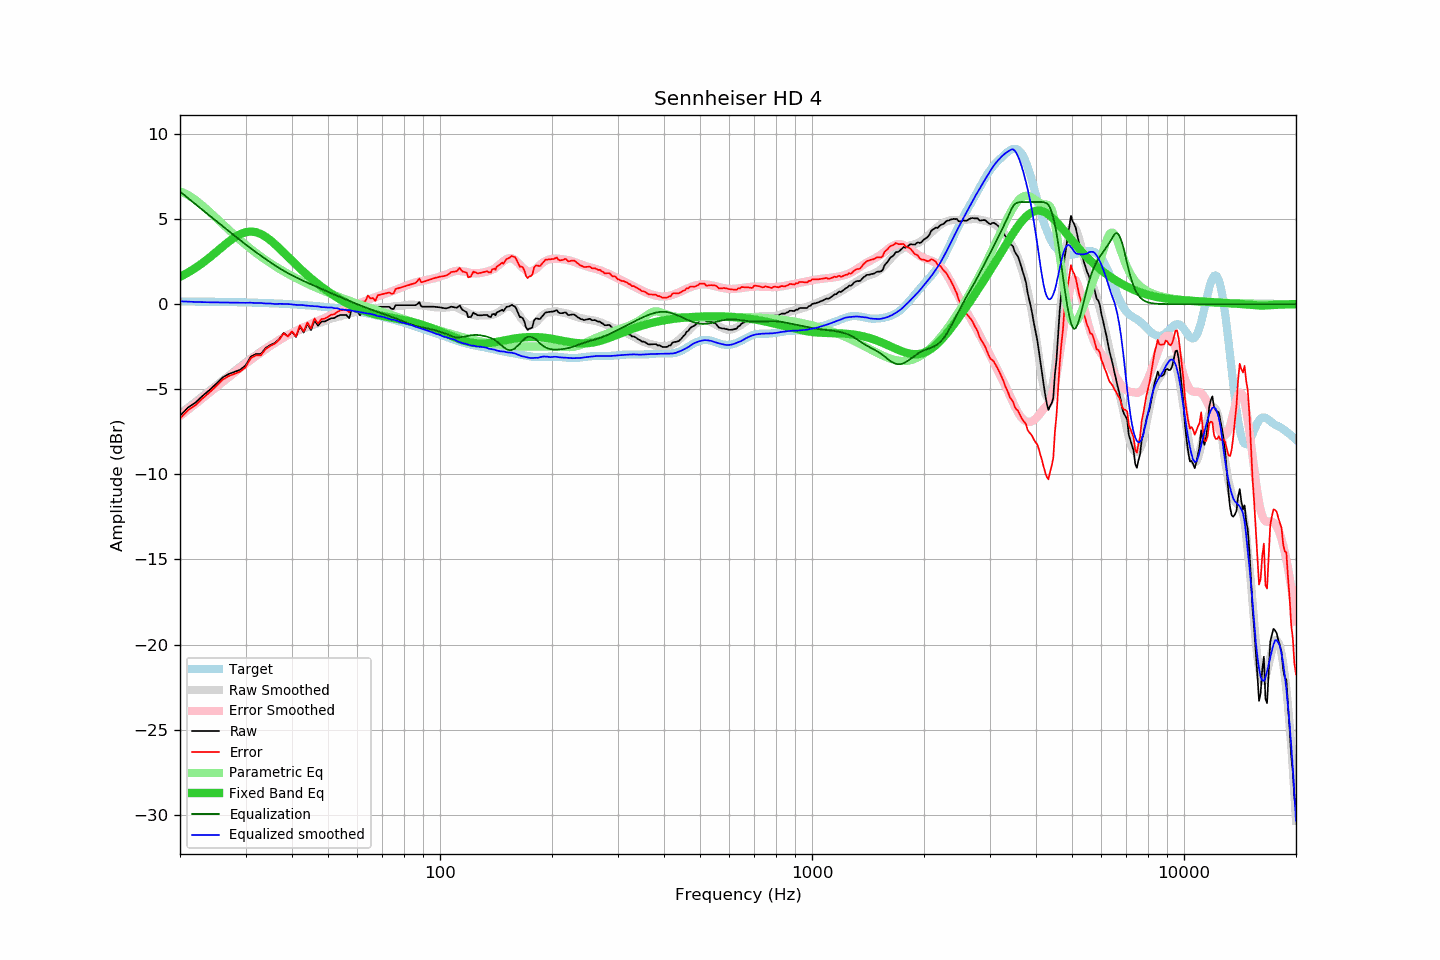 Sennheiser HD 4
10
5
0
−5
−10
−15
−20
−25
−30
Amplitude (dBr)
Target
Raw Smoothed
Error Smoothed
Raw
Error
Parametric Eq
Fixed Band Eq
Equalization
Equalized smoothed
100
1000
10000
Frequency (Hz)